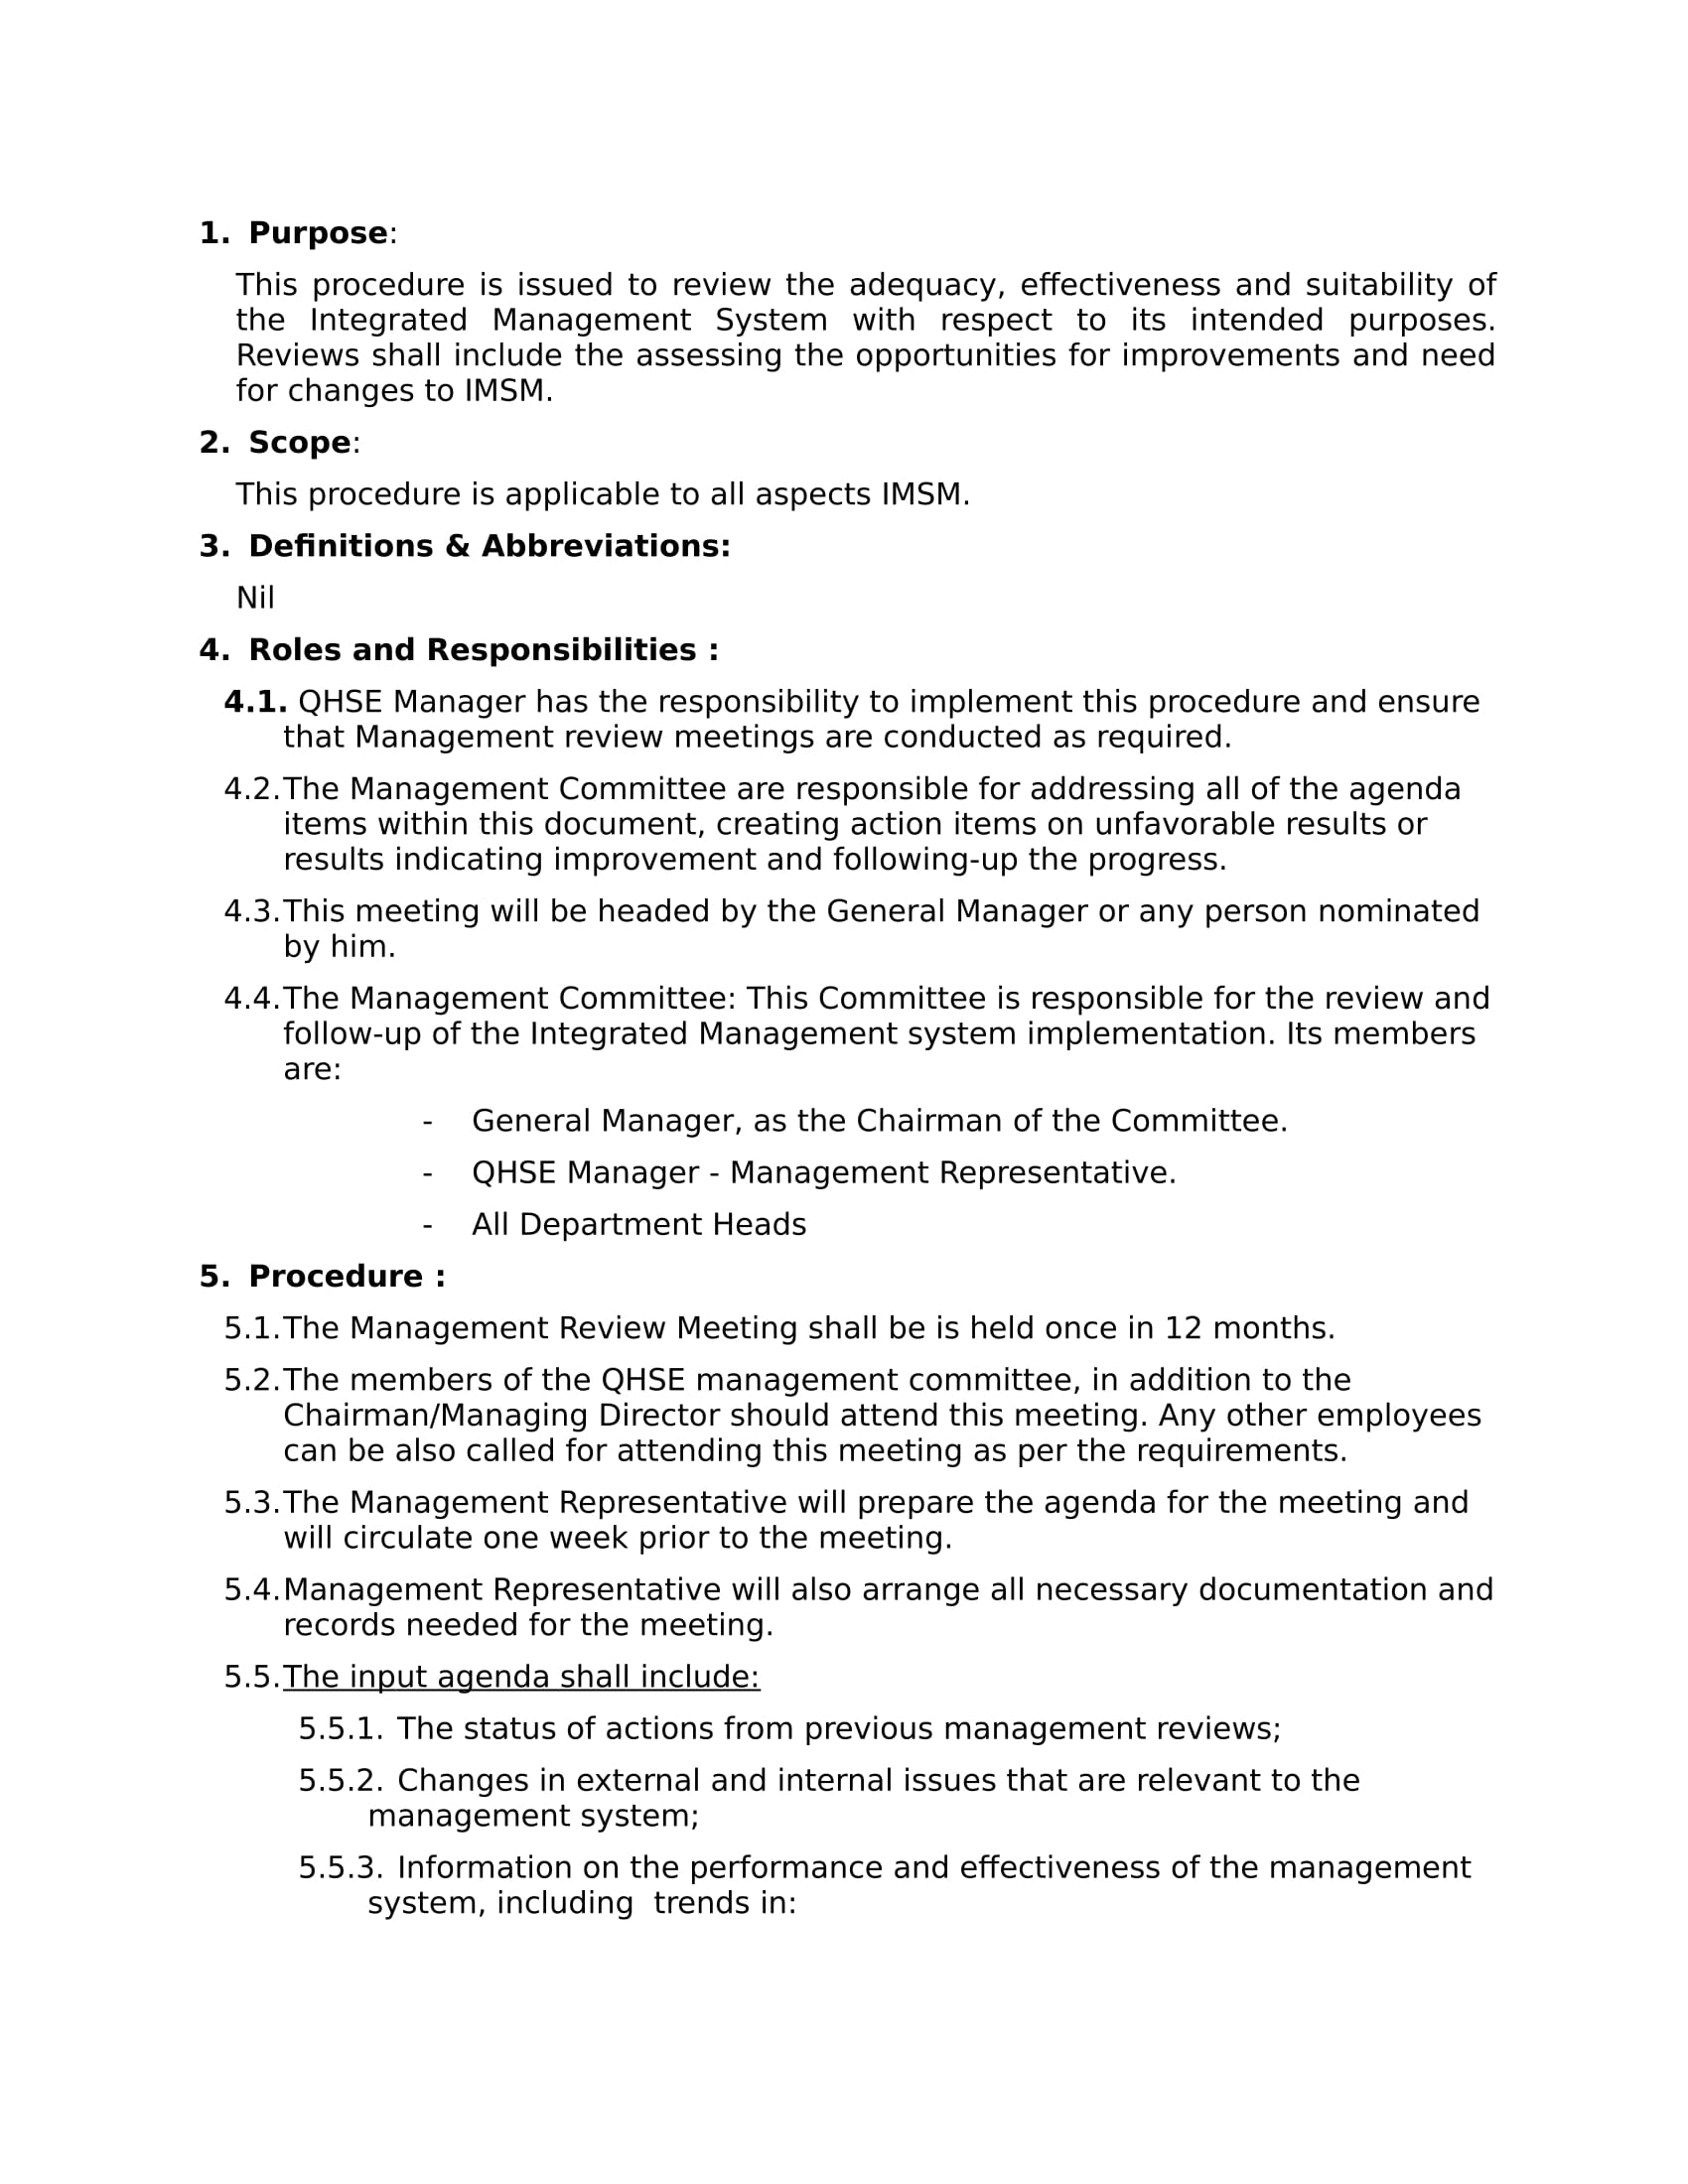 1. Purpose:
This procedure is issued to review the adequacy, effectiveness and suitability of
the Integrated Management System with respect to its intended purposes.
Reviews shall include the assessing the opportunities for improvements and need
for changes to IMSM.
2. Scope:
This procedure is applicable to all aspects IMSM.
3. Definitions & Abbreviations:
Nil
4. Roles and Responsibilities :
4.1. QHSE Manager has the responsibility to implement this procedure and ensure
that Management review meetings are conducted as required.
4.2.The Management Committee are responsible for addressing all of the agenda
items within this document, creating action items on unfavorable results or
results indicating improvement and following-up the progress.
4.3.This meeting will be headed by the General Manager or any person nominated
by him.
4.4.The Management Committee: This Committee is responsible for the review and
follow-up of the Integrated Management system implementation. Its members
are:
- General Manager, as the Chairman of the Committee.
- QHSE Manager - Management Representative.
- All Department Heads
5. Procedure :
5.1.The Management Review Meeting shall be is held once in 12 months.
5.2.The members of the QHSE management committee, in addition to the
Chairman/Managing Director should attend this meeting. Any other employees
can be also called for attending this meeting as per the requirements.
5.3.The Management Representative will prepare the agenda for the meeting and
will circulate one week prior to the meeting.
5.4.Management Representative will also arrange all necessary documentation and
records needed for the meeting.
5.5.The input agenda shall include:
5.5.1. The status of actions from previous management reviews;
5.5.2. Changes in external and internal issues that are relevant to the
management system;
5.5.3. Information on the performance and effectiveness of the management
system, including  trends in: